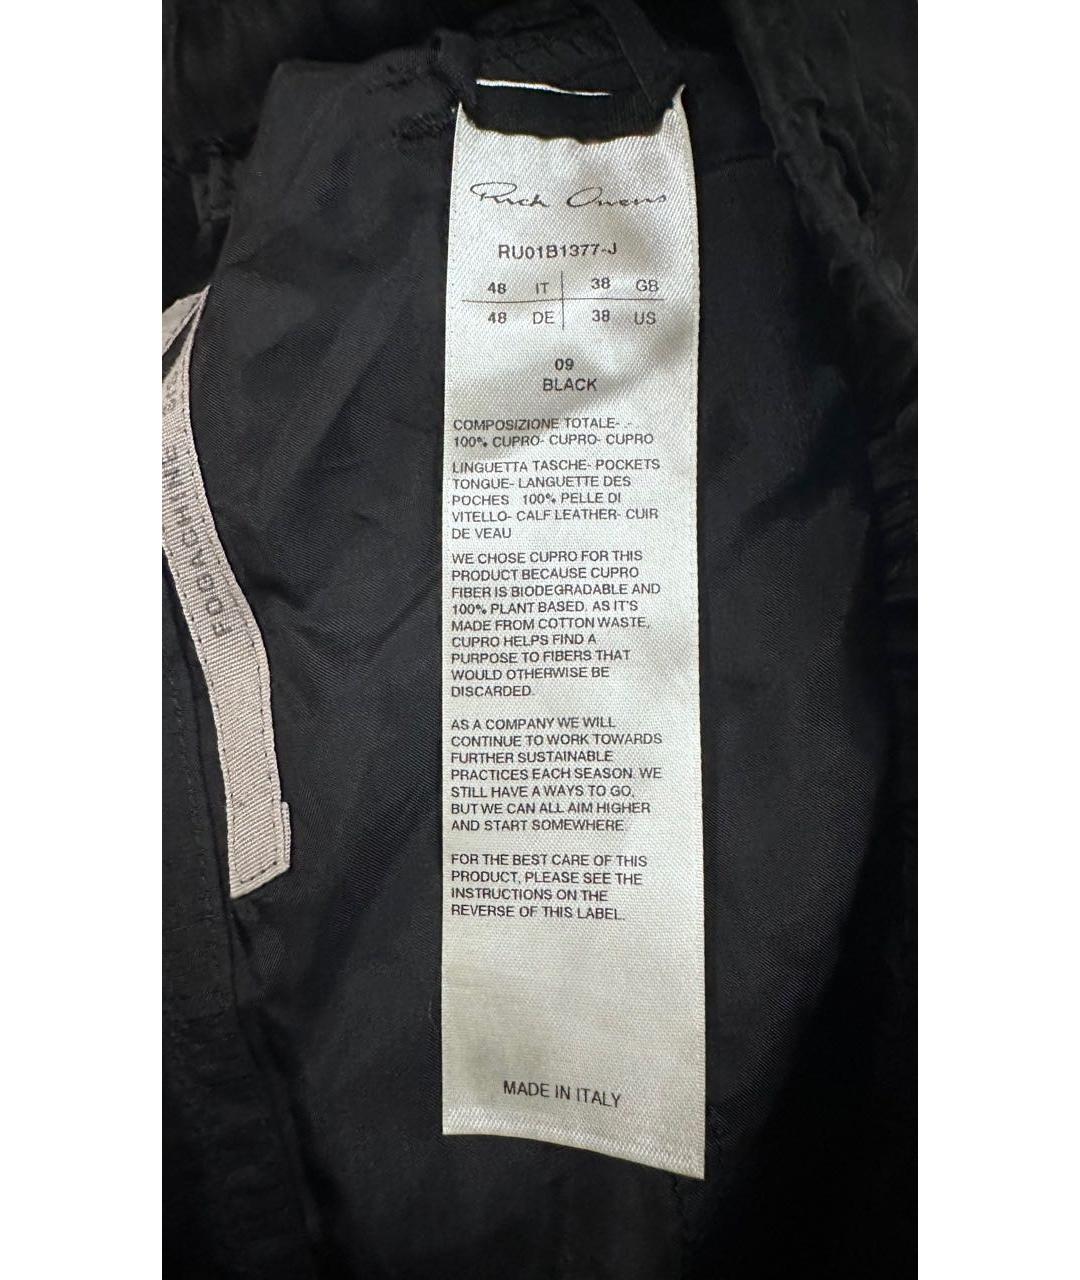 Rick Owens
RU01B1377-J
48 IT 38 GB
48 DE 38 US
09
BLACK
COMPOSIZIONE TOTALE- .-
100% CUPRO- CUPRO- CUPRO
LINGUETTA TASCHE- POCKETS
TONGUE- LANGUETTE DES
POCHES 100% PELLE DI
VITELLO- CALF LEATHER- CUIR
DE VEAU
WE CHOSE CUPRO FOR THIS
PRODUCT BECAUSE CUPRO
FIBER IS BIODEGRADABLE AND
100% PLANT BASED. AS IT'S
MADE FROM COTTON WASTE,
CUPRO HELPS FIND A
PURPOSE TO FIBERS THAT
WOULD OTHERWISE BE
DISCARDED.
AS A COMPANY WE WILL
CONTINUE TO WORK TOWARDS
FURTHER SUSTAINABLE
PRACTICES EACH SEASON. WE
STILL HAVE A WAYS TO GO,
BUT WE CAN ALL AIM HIGHER
AND START SOMEWHERE.
FOR THE BEST CARE OF THIS
PRODUCT, PLEASE SEE THE
INSTRUCTIONS ON THE
REVERSE OF THIS LABEL.
MADE IN ITALY